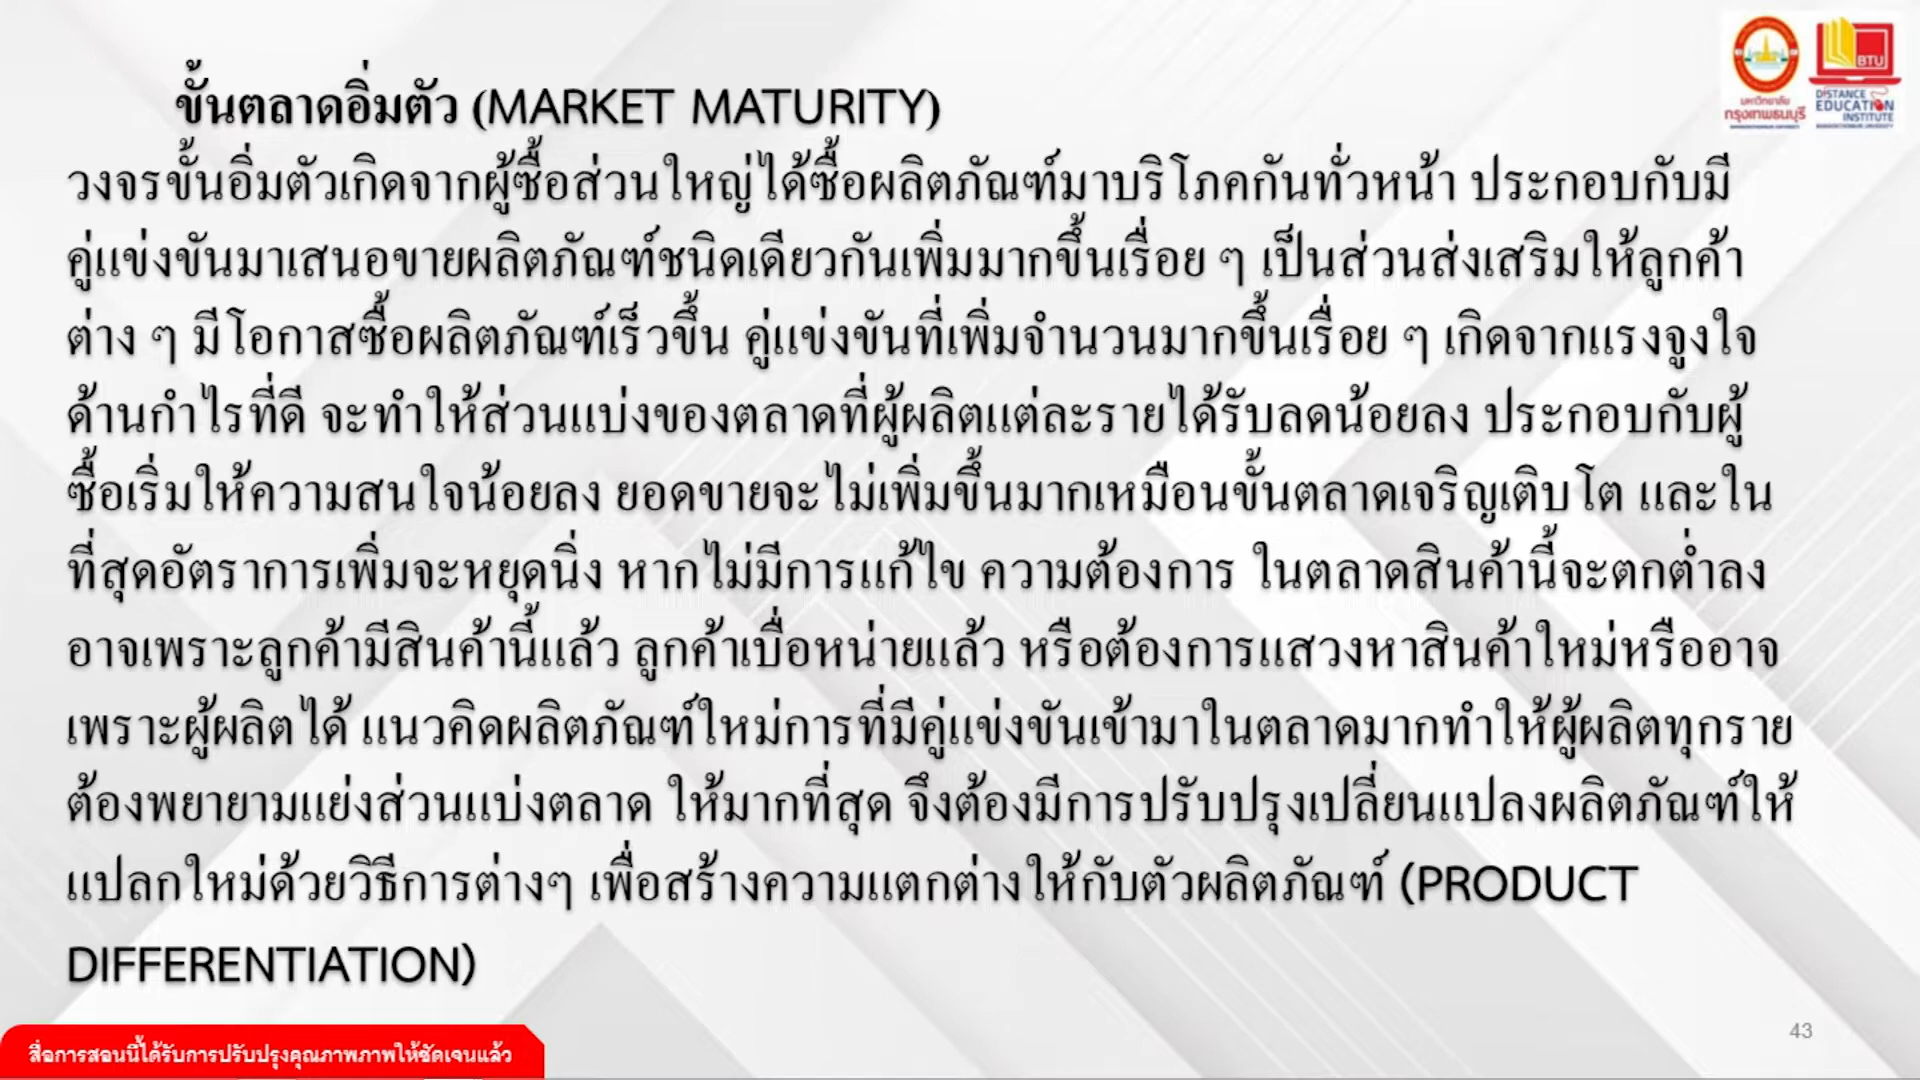 ขั้นตลาดอิ่มตัว (MARKET MATURITY)
วงจรขั้นอิ่มตัวเกิดจากผู้ซื้อส่วนใหญ่ได้ซื้อผลิตภัณฑ์มาบริโภคกันทั่วหน้า ประกอบกับมี
คู่แข่งขันมาเสนอขายผลิตภัณฑ์ชนิดเดียวกันเพิ่มมากขึ้นเรื่อย ๆ เป็นส่วนส่งเสริมให้ลูกค้า
ต่าง ๆ มีโอกาสซื้อผลิตภัณฑ์เร็วขึ้น คู่แข่งขันที่เพิ่มจำนวนมากขึ้นเรื่อย ๆ เกิดจากแรงจูงใจ
ด้านกำไรที่ดี จะทำให้ส่วนแบ่งของตลาดที่ผู้ผลิตแต่ละรายได้รับลดน้อยลง ประกอบกับผู้
ซื้อเริ่มให้ความสนใจน้อยลง ยอดขายจะไม่เพิ่มขึ้นมากเหมือนขั้นตลาดเจริญเติบโต และใน
ที่สุดอัตราการเพิ่มจะหยุดนิ่ง หากไม่มีการแก้ไข ความต้องการ ในตลาดสินค้านี้จะตกต่ำลง
อาจเพราะลูกค้ามีสินค้านี้แล้ว ลูกค้าเบื่อหน่ายแล้ว หรือต้องการแสวงหาสินค้าใหม่หรืออาจ
เพราะผู้ผลิตได้ แนวคิดผลิตภัณฑ์ใหม่การที่มีคู่แข่งขันเข้ามาในตลาดมากทำให้ผู้ผลิตทุกราย
ต้องพยายามแย่งส่วนแบ่งตลาด ให้มากที่สุด จึงต้องมีการปรับปรุงเปลี่ยนแปลงผลิตภัณฑ์ให้
แปลกใหม่ด้วยวิธีการต่างๆ เพื่อสร้างความแตกต่างให้กับตัวผลิตภัณฑ์ (PRODUCT
DIFFERENTIATION)
มหาวิทยาลัย
กรุงเทพธนบุรี
BTU
DISTANCE
EDUCATION
INSTITUTE
43
สื่อการสอนนี้ได้รับการปรับปรุงคุณภาพภาพให้ชัดเจนแล้ว